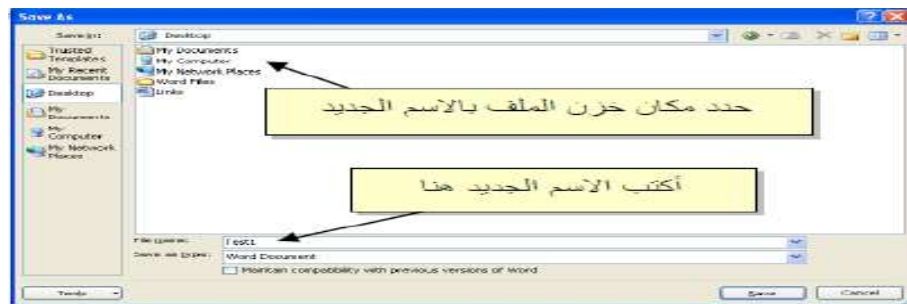 Save As
Save in:
Desktop
Trusted Templates
My Recent Documents
Desktop
My Documents
My Computer
My Network Places
My Documents
My Computer
My Network Places
Word Files
Links
حدد مكان خزن الملف بالاسم الجديد
أكتب الاسم الجديد هنا
File name:
Test1
Save as type:
Word Document
Maintain compatibility with previous versions of Word
Tools
Save
Cancel